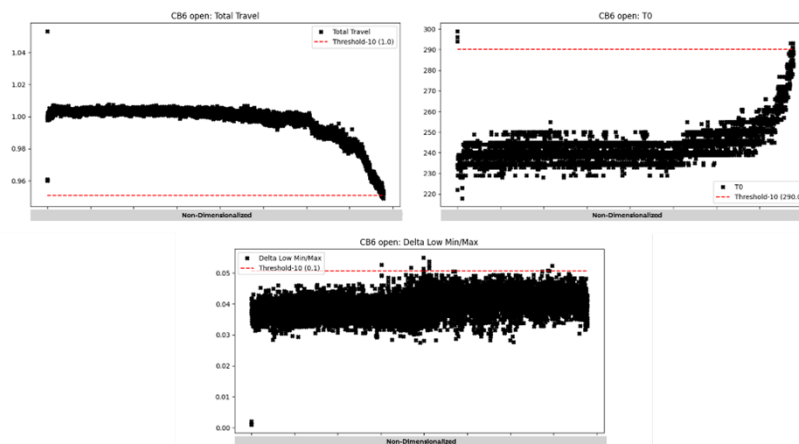 CB6 open: Total Travel
Total Travel
Threshold-10 (1.0)
1.04
1.02
1.00
0.98
0.96
Non-Dimensionalized
CB6 open: T0
300
290
280
270
260
250
240
230
220
T0
Threshold-10 (290.0
Non-Dimensionalized
CB6 open: Delta Low Min/Max
Delta Low Min/Max
Threshold-10 (0.1)
0.05
0.04
0.03
0.02
0.01
0.00
Non-Dimensionalized